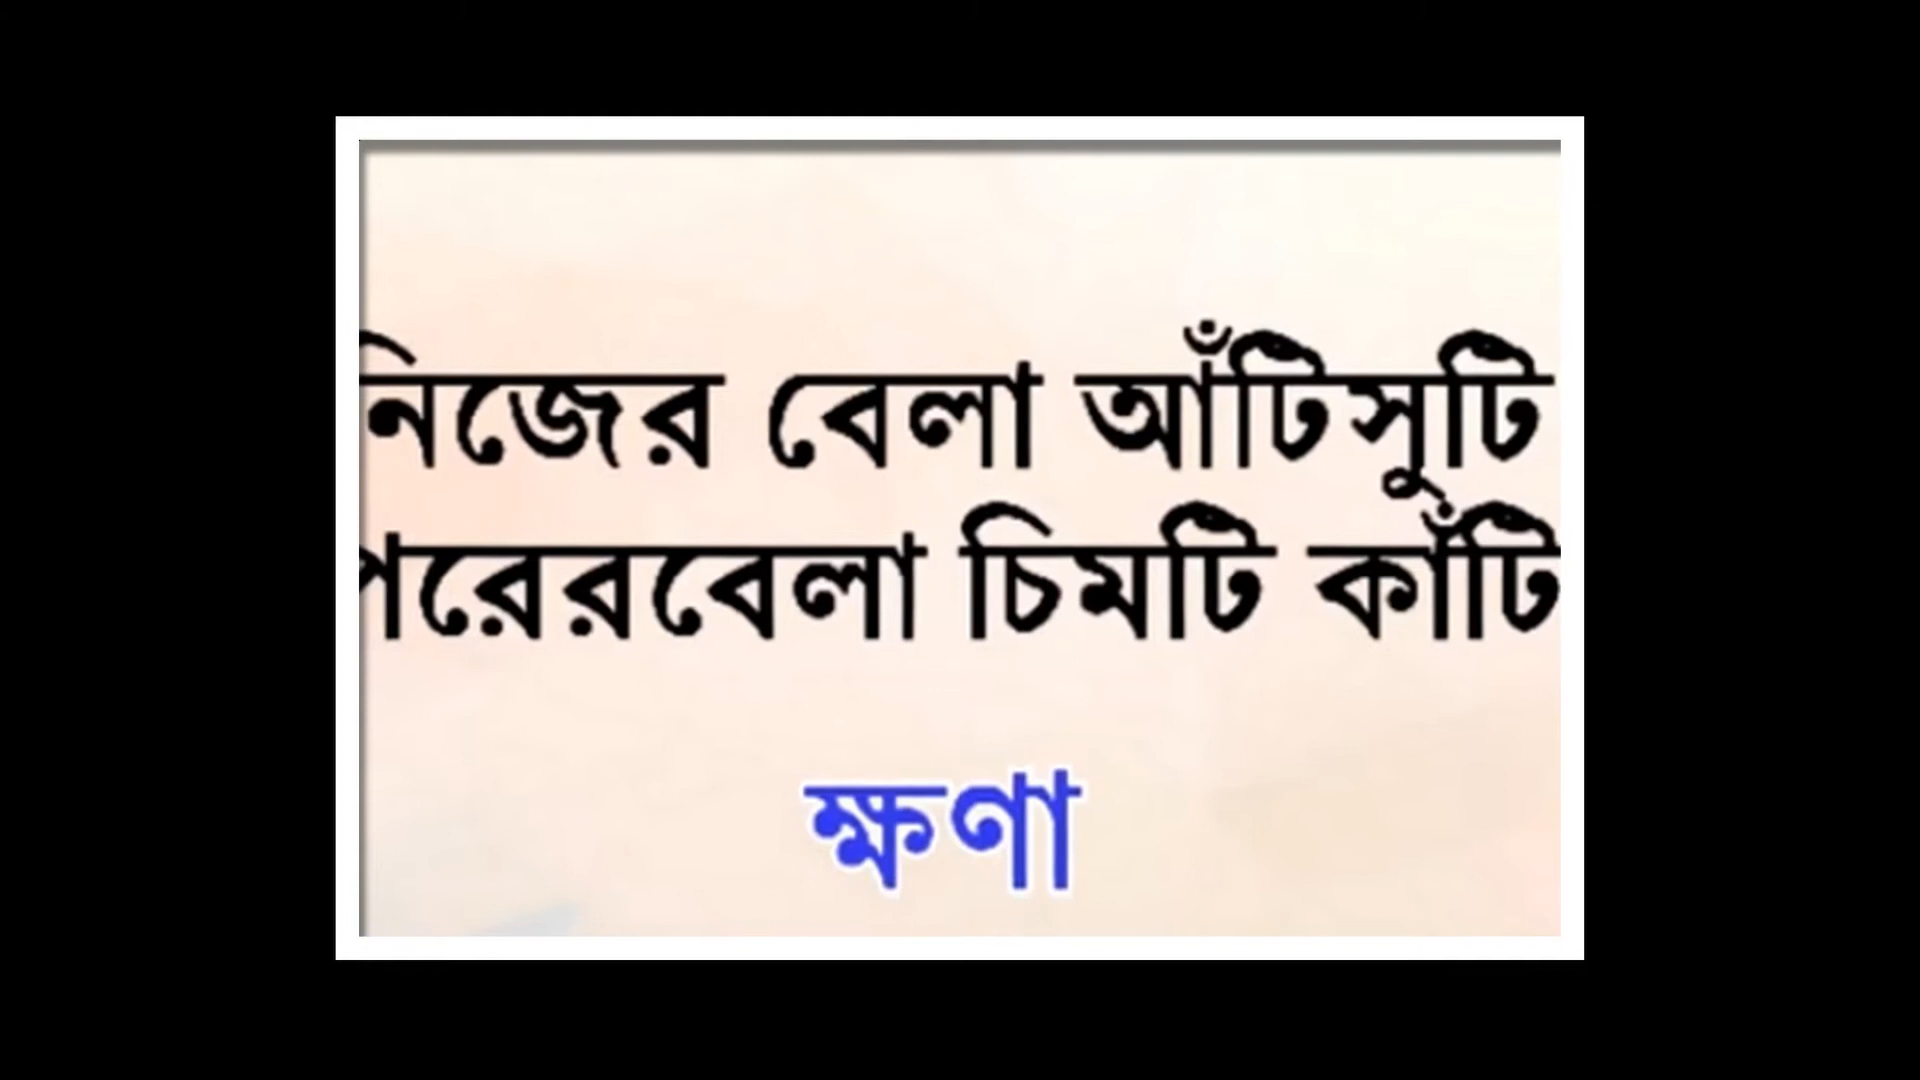 নিজের বেলা আঁটিসুটি
পরেরবেলা চিমটি কাঁটি
ক্ষণা